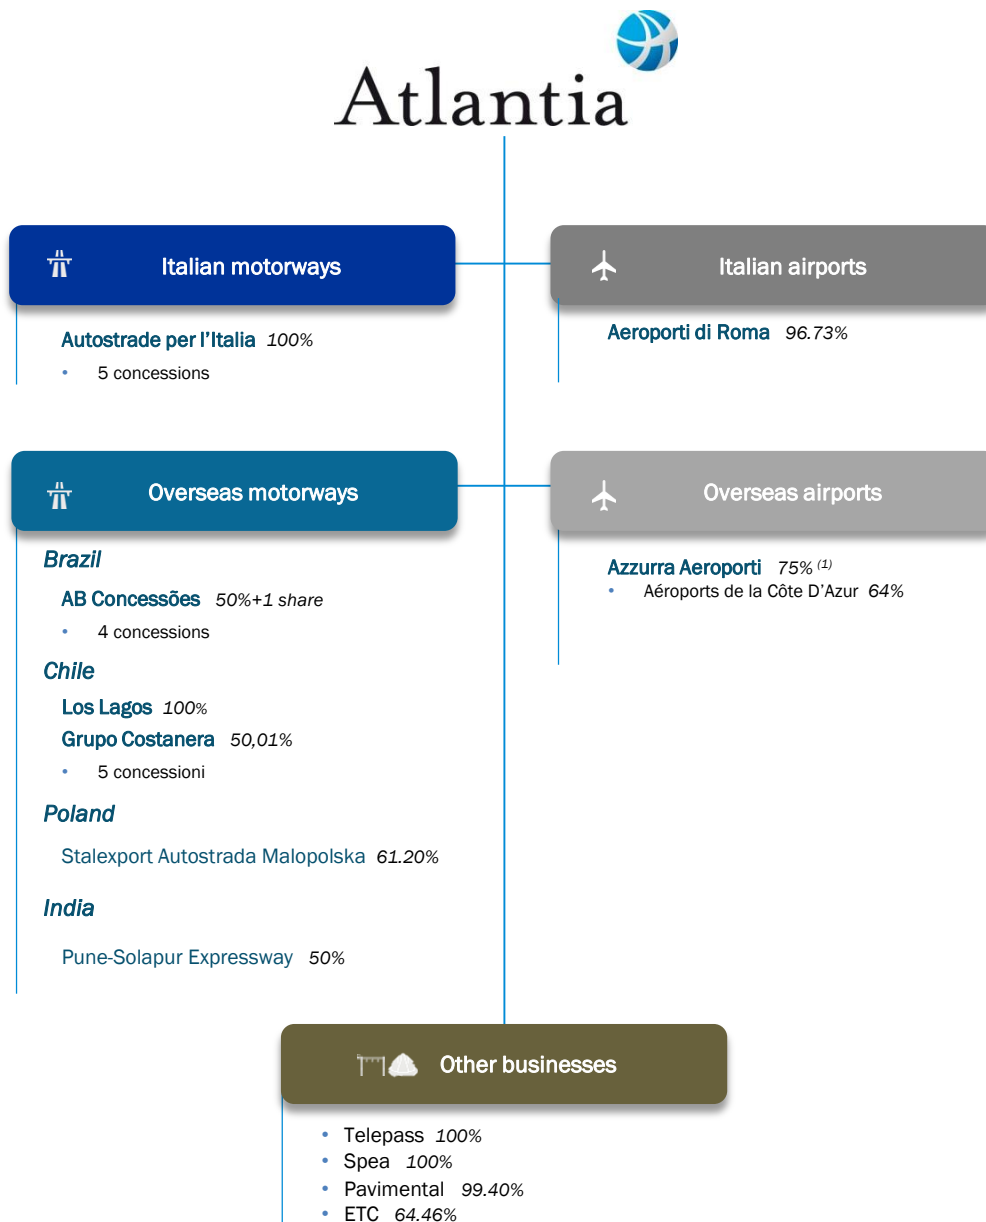 Atlantia
Italian motorways
Autostrade per l'Italia 100%
• 5 concessions
Italian airports
Aeroporti di Roma 96.73%
Overseas motorways
Brazil
AB Concessões 50%+1 share
• 4 concessions
Chile
Los Lagos 100%
Grupo Costanera 50,01%
• 5 concessioni
Poland
Stalexport Autostrada Malopolska 61.20%
India
Pune-Solapur Expressway 50%
Overseas airports
Azzurra Aeroporti 75% (1)
• Aéroports de la Côte D'Azur 64%
Other businesses
• Telepass 100%
• Spea 100%
• Pavimental 99.40%
• ETC 64.46%